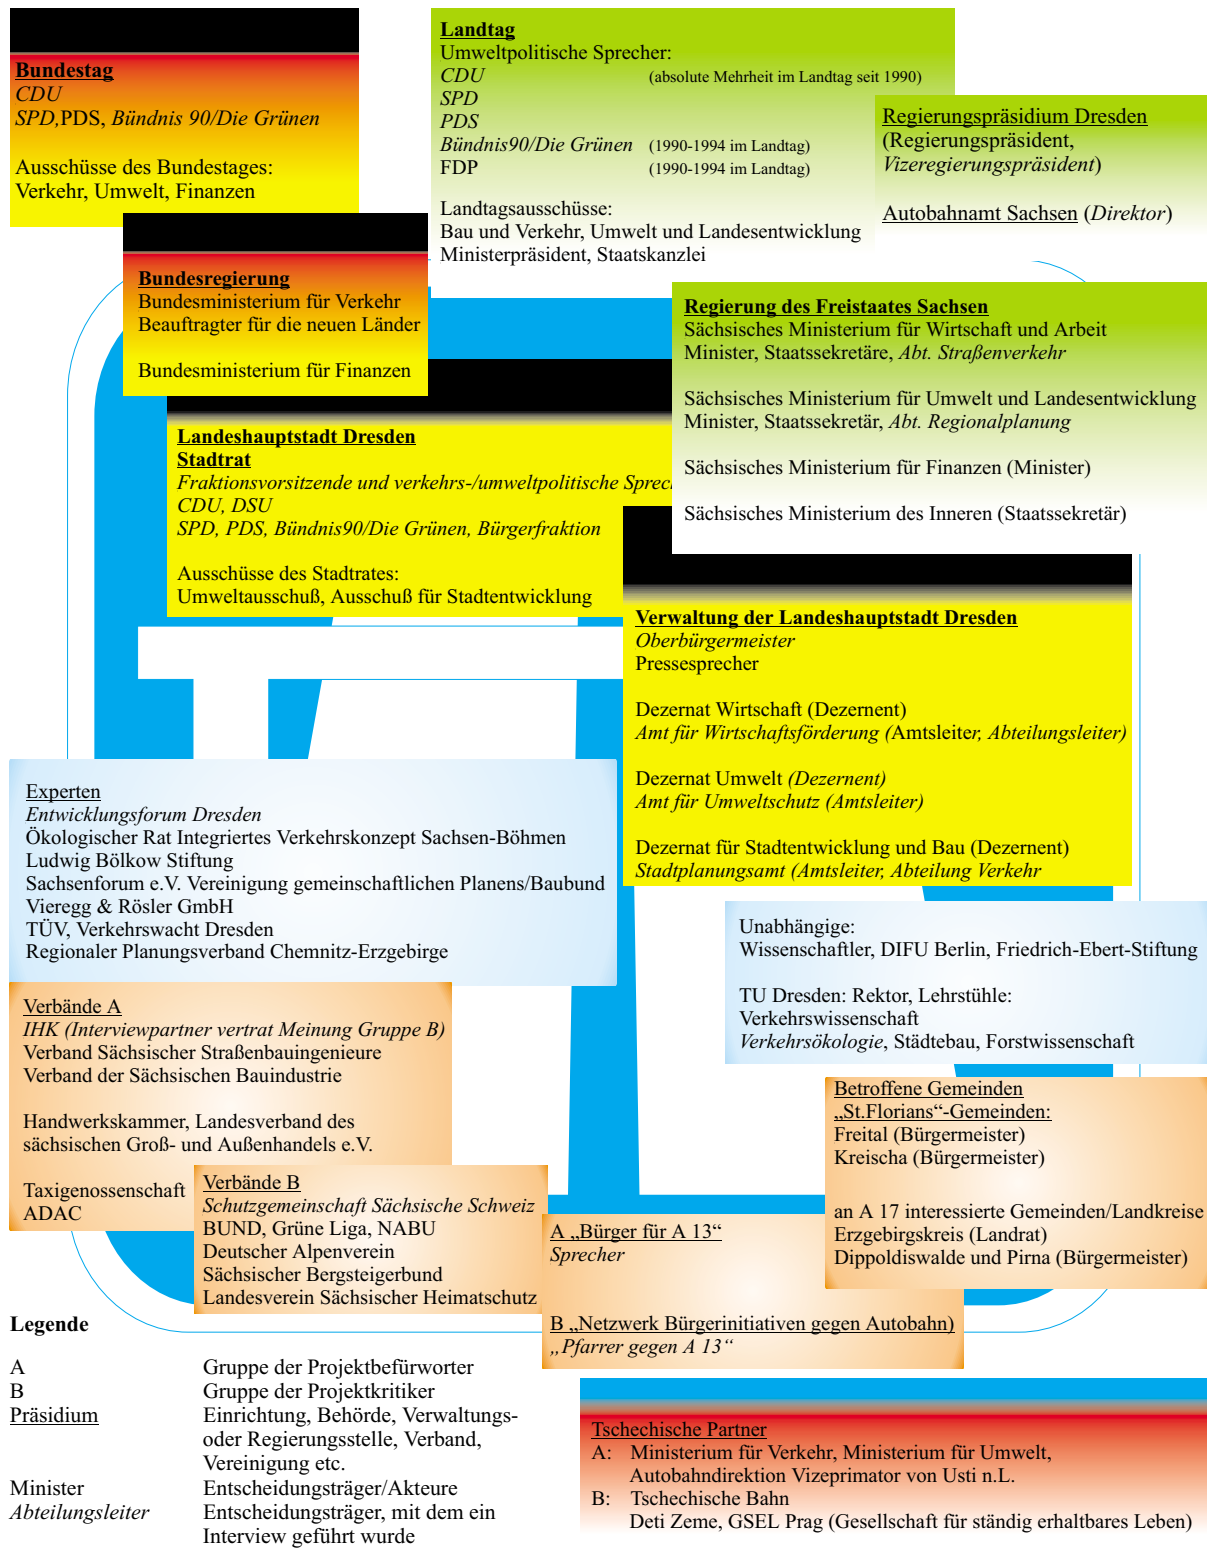 Bundestag
CDU
SPD,PDS, Bündnis 90/Die Grünen
Ausschüsse des Bundestages:
Verkehr, Umwelt, Finanzen
Landtag
Umweltpolitische Sprecher:
CDU (absolute Mehrheit im Landtag seit 1990)
SPD
PDS
Bündnis90/Die Grünen (1990-1994 im Landtag)
FDP (1990-1994 im Landtag)
Landtagsausschüsse:
Bau und Verkehr, Umwelt und Landesentwicklung
Ministerpräsident, Staatskanzlei
Regierungspräsidium Dresden
(Regierungspräsident,
Vizeregierungspräsident)
Autobahnamt Sachsen (Direktor)
Bundesregierung
Bundesministerium für Verkehr
Beauftragter für die neuen Länder
Bundesministerium für Finanzen
Regierung des Freistaates Sachsen
Sächsisches Ministerium für Wirtschaft und Arbeit
Minister, Staatssekretäre, Abt. Straßenverkehr
Sächsisches Ministerium für Umwelt und Landesentwicklung
Minister, Staatssekretär, Abt. Regionalplanung
Sächsisches Ministerium für Finanzen (Minister)
Sächsisches Ministerium des Inneren (Staatssekretär)
Landeshauptstadt Dresden
Stadtrat
Fraktionsvorsitzende und verkehrs-/umweltpolitische
CDU, DSU
SPD, PDS, Bündnis90/Die Grünen, Bürgerfraktion
Ausschüsse des Stadtrates:
Umweltausschuß, Ausschuß für Stadtentwicklung
Verwaltung der Landeshauptstadt Dresden
Oberbürgermeister
Pressesprecher
Dezernat Wirtschaft (Dezernent)
Amt für Wirtschaftsförderung (Amtsleiter, Abteilungsleiter)
Dezernat Umwelt (Dezernent)
Amt für Umweltschutz (Amtsleiter)
Dezernat für Stadtentwicklung und Bau (Dezernent)
Stadtplanungsamt (Amtsleiter, Abteilung Verkehr
Experten
Entwicklungsforum Dresden
Ökologischer Rat Integriertes Verkehrskonzept Sachsen-Böhmen
Ludwig Bölkow Stiftung
Sachsenforum e.V. Vereinigung gemeinschaftlichen Planens/Baubund
Vieregg & Rösler GmbH
TÜV, Verkehrswacht Dresden
Regionaler Planungsverband Chemnitz-Erzgebirge
Unabhängige:
Wissenschaftler, DIFU Berlin, Friedrich-Ebert-Stiftung
TU Dresden: Rektor, Lehrstühle:
Verkehrswissenschaft
Verkehrsökologie, Städtebau, Forstwissenschaft
Verbände A
IHK (Interviewpartner vertrat Meinung Gruppe B)
Verband Sächsischer Straßenbauingenieure
Verband der Sächsischen Bauindustrie
Handwerkskammer, Landesverband des
sächsischen Groß- und Außenhandels e.V.
Taxigenossenschaft
ADAC
Verbände B
Schutzgemeinschaft Sächsische Schweiz
BUND, Grüne Liga, NABU
Deutscher Alpenverein
Sächsischer Bergsteigerbund
Landesverein Sächsischer Heimatschutz
Betroffene Gemeinden
„St.Florians“-Gemeinden:
Freital (Bürgermeister)
Kreischa (Bürgermeister)
an A 17 interessierte Gemeinden/Landkreise
Erzgebirgskreis (Landrat)
Dippoldiswalde und Pirna (Bürgermeister)
A „Bürger für A 13“
Sprecher
B „Netzwerk Bürgerinitiativen gegen Autobahn)
„Pfarrer gegen A 13“
Legende
A Gruppe der Projektbefürworter
B Gruppe der Projektkritiker
Präsidium Einrichtung, Behörde, Verwaltungs-
oder Regierungsstelle, Verband,
Vereinigung etc.
Minister Entscheidungsträger/Akteure
Abteilungsleiter Entscheidungsträger, mit dem ein
Interview geführt wurde
Tschechische Partner
A: Ministerium für Verkehr, Ministerium für Umwelt,
Autobahndirektion Vizeprimator von Usti n.L.
B: Tschechische Bahn
Deti Zeme, GSEL Prag (Gesellschaft für ständig erhaltbares Leben)